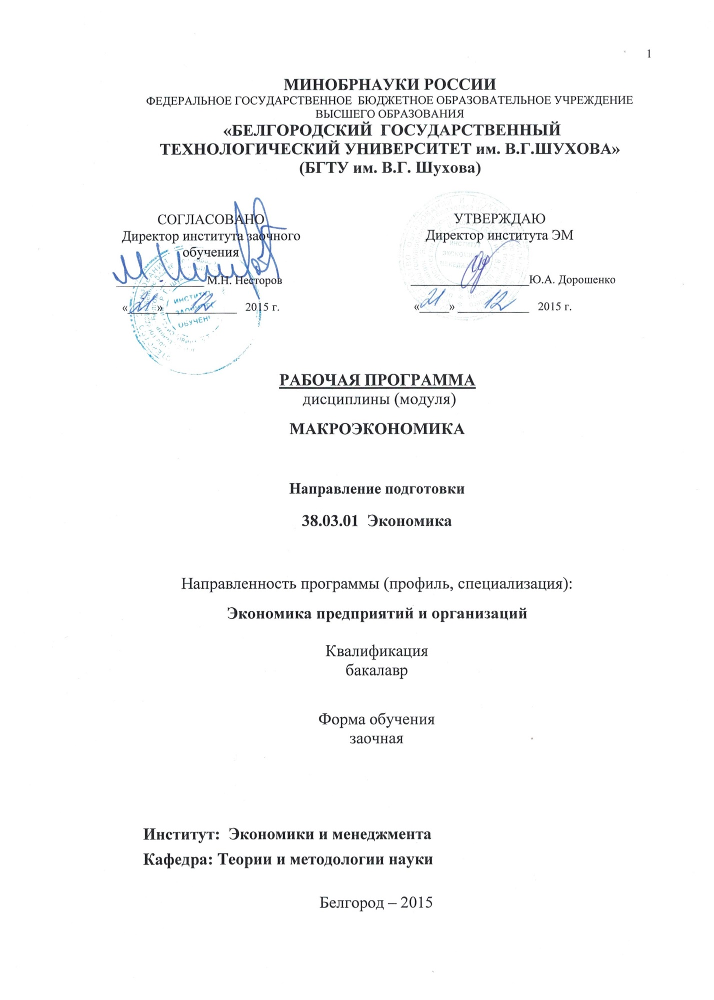 1
МИНОБРНАУКИ РОССИИ
ФЕДЕРАЛЬНОЕ ГОСУДАРСТВЕННОЕ БЮДЖЕТНОЕ ОБРАЗОВАТЕЛЬНОЕ УЧРЕЖДЕНИЕ
ВЫСШЕГО ОБРАЗОВАНИЯ
«БЕЛГОРОДСКИЙ ГОСУДАРСТВЕННЫЙ
ТЕХНОЛОГИЧЕСКИЙ УНИВЕРСИТЕТ им. В.Г.ШУХОВА»
(БГТУ им. В.Г. Шухова)
СОГЛАСОВАНО
Директор института заочного
обучения
М.Н. Несторов
«21» 12 2015 г.
ИНСТИТУТ
ОБУЧЕН
УТВЕРЖДАЮ
Директор института ЭМ
Ю.А. Дорошенко
«21» 12 2015 г.
ИНСТИТУТ
РАБОЧАЯ ПРОГРАММА
дисциплины (модуля)
МАКРОЭКОНОМИКА
Направление подготовки
38.03.01 Экономика
Направленность программы (профиль, специализация):
Экономика предприятий и организаций
Квалификация
бакалавр
Форма обучения
заочная
Институт: Экономики и менеджмента
Кафедра: Теории и методологии науки
Белгород – 2015